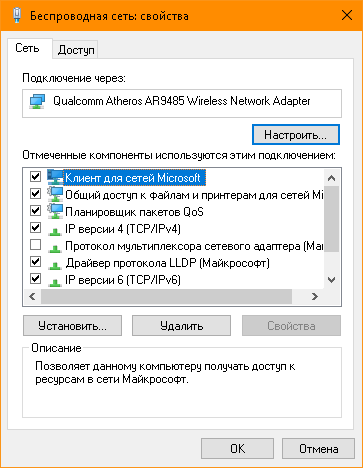 Беспроводная сеть: свойства
Сеть
Доступ
Подключение через:
Qualcomm Atheros AR9485 Wireless Network Adapter
Настроить...
Отмеченные компоненты используются этим подключением:
Клиент для сетей Microsoft
Общий доступ к файлам и принтерам для сетей Mi
Планировщик пакетов QoS
IP версии 4 (TCP/IPv4)
Протокол мультиплексора сетевого адаптера (Ma
Драйвер протокола LLDP (Майкрософт)
IP версии 6 (TCP/IPv6)
Установить...
Удалить
Свойства
Описание
Позволяет данному компьютеру получать доступ к
ресурсам в сети Майкрософт.
OK
Отмена